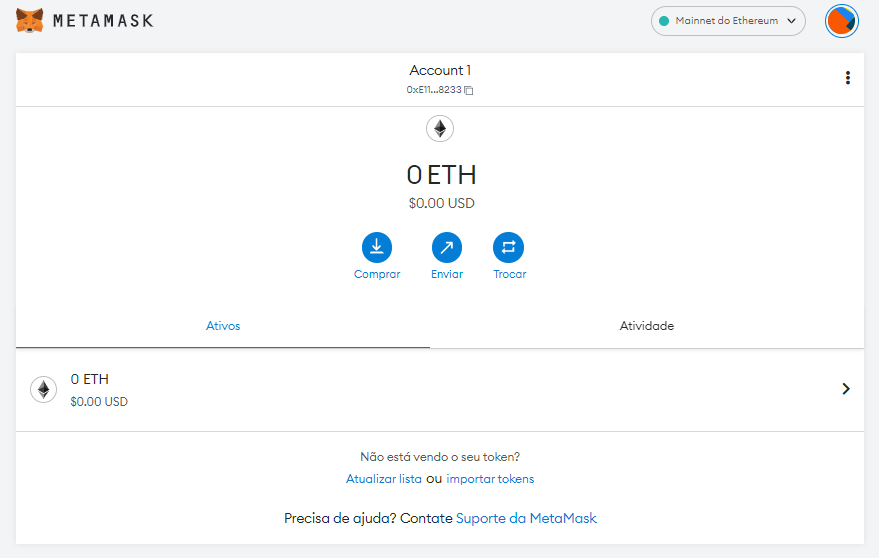 METAMASK
Mainnet do Ethereum
Account 1
0xE11...8233
0 ETH
$0.00 USD
Comprar Enviar Trocar
Ativos Atividade
0 ETH
$0.00 USD
Não está vendo o seu token?
Atualizar lista ou importar tokens
Precisa de ajuda? Contate Suporte da MetaMask